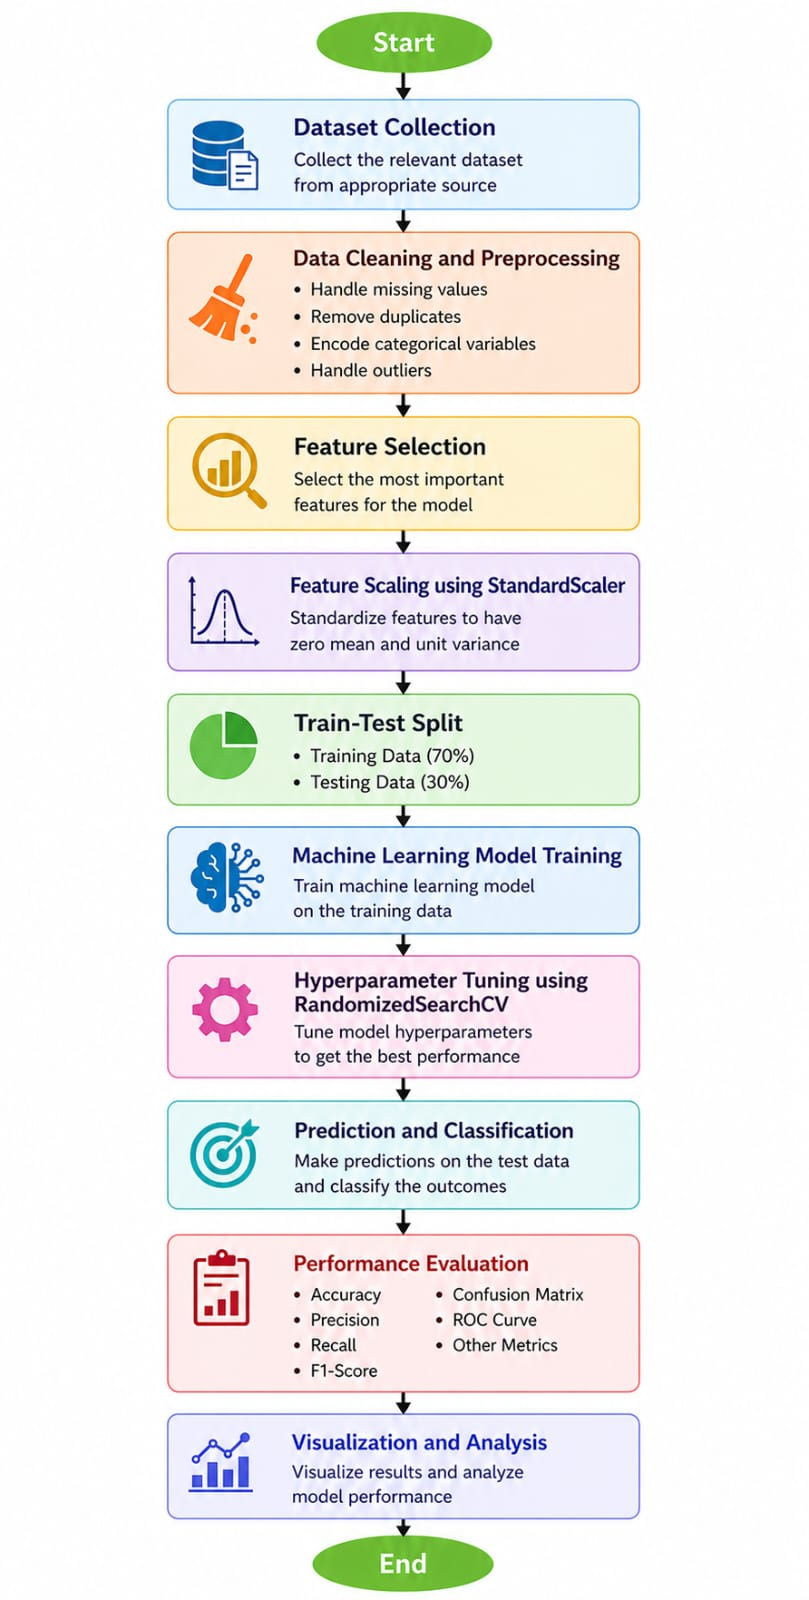 Start
Dataset Collection
Collect the relevant dataset
from appropriate source
Data Cleaning and Preprocessing
• Handle missing values
• Remove duplicates
• Encode categorical variables
• Handle outliers
Feature Selection
Select the most important
features for the model
Feature Scaling using StandardScaler
Standardize features to have
zero mean and unit variance
Train-Test Split
• Training Data (70%)
• Testing Data (30%)
Machine Learning Model Training
Train machine learning model
on the training data
Hyperparameter Tuning using
RandomizedSearchCV
Tune model hyperparameters
to get the best performance
Prediction and Classification
Make predictions on the test data
and classify the outcomes
Performance Evaluation
• Accuracy
• Precision
• Recall
• F1-Score
• Confusion Matrix
• ROC Curve
• Other Metrics
Visualization and Analysis
Visualize results and analyze
model performance
End